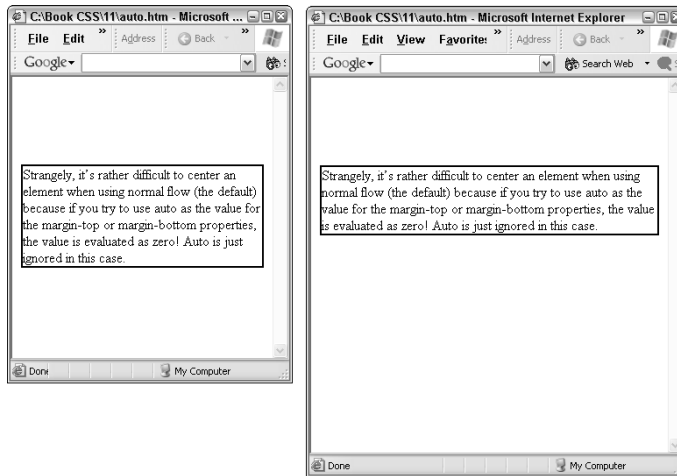 C:\Book CSS\11\auto.htm - Microsoft ...
File Edit » Address Back »
Google
Strangely, it's rather difficult to center an
element when using normal flow (the default)
because if you try to use auto as the value for
the margin-top or margin-bottom properties,
the value is evaluated as zero! Auto is just
ignored in this case.
Done My Computer
C:\Book CSS\11\auto.htm - Microsoft Internet Explorer
File Edit View Favorites » Address Back »
Google Search Web
Strangely, it's rather difficult to center an element when using
normal flow (the default) because if you try to use auto as the
value for the margin-top or margin-bottom properties, the value
is evaluated as zero! Auto is just ignored in this case.
Done My Computer